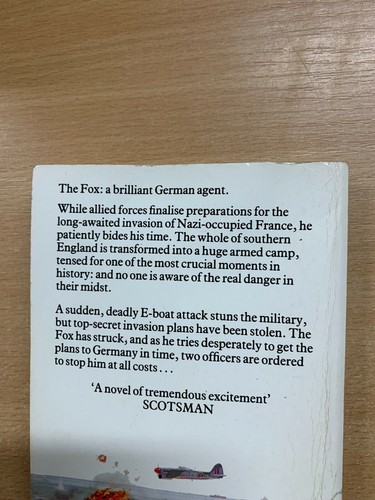 The Fox: a brilliant German agent.
While allied forces finalise preparations for the
long-awaited invasion of Nazi-occupied France, he
patiently bides his time. The whole of southern
England is transformed into a huge armed camp,
tensed for one of the most crucial moments in
history: and no one is aware of the real danger in
their midst.
A sudden, deadly E-boat attack stuns the military,
but top-secret invasion plans have been stolen. The
Fox has struck, and as he tries desperately to get the
plans to Germany in time, two officers are ordered
to stop him at all costs . . .
'A novel of tremendous excitement'
SCOTSMAN